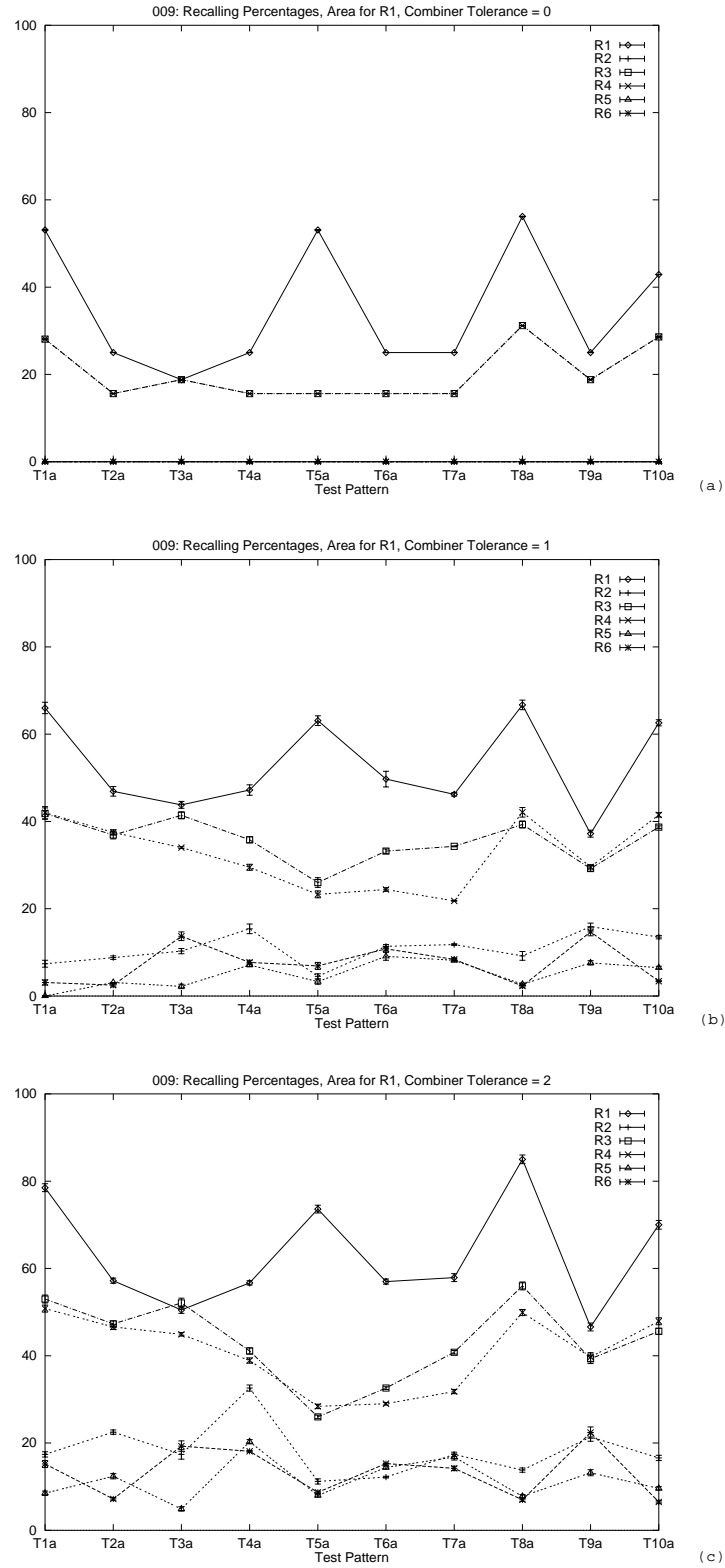 009: Recalling Percentages, Area for R1, Combiner Tolerance = 0
100
80
60
40
20
0
R1
R2
R3
R4
R5
R6
T1a T2a T3a T4a T5a T6a T7a T8a T9a T10a
Test Pattern
(a)
009: Recalling Percentages, Area for R1, Combiner Tolerance = 1
100
80
60
40
20
0
R1
R2
R3
R4
R5
R6
T1a T2a T3a T4a T5a T6a T7a T8a T9a T10a
Test Pattern
(b)
009: Recalling Percentages, Area for R1, Combiner Tolerance = 2
100
80
60
40
20
0
R1
R2
R3
R4
R5
R6
T1a T2a T3a T4a T5a T6a T7a T8a T9a T10a
Test Pattern
(c)